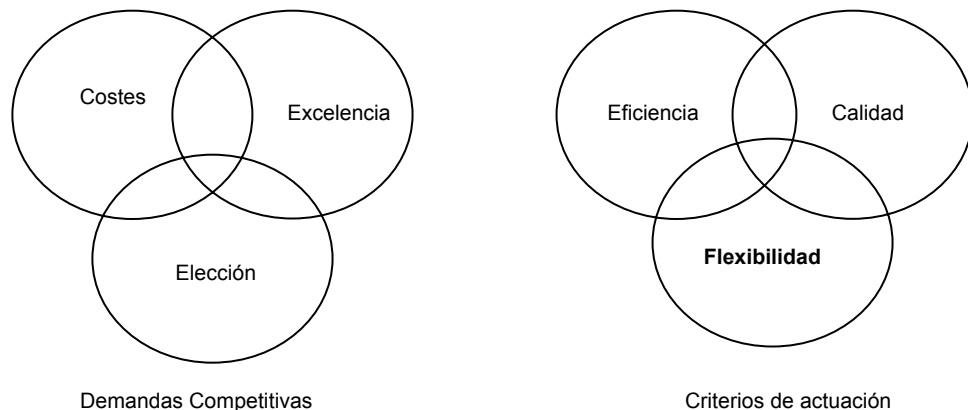 Costes
Excelencia
Elección
Demandas Competitivas
Eficiencia
Calidad
Flexibilidad
Criterios de actuación